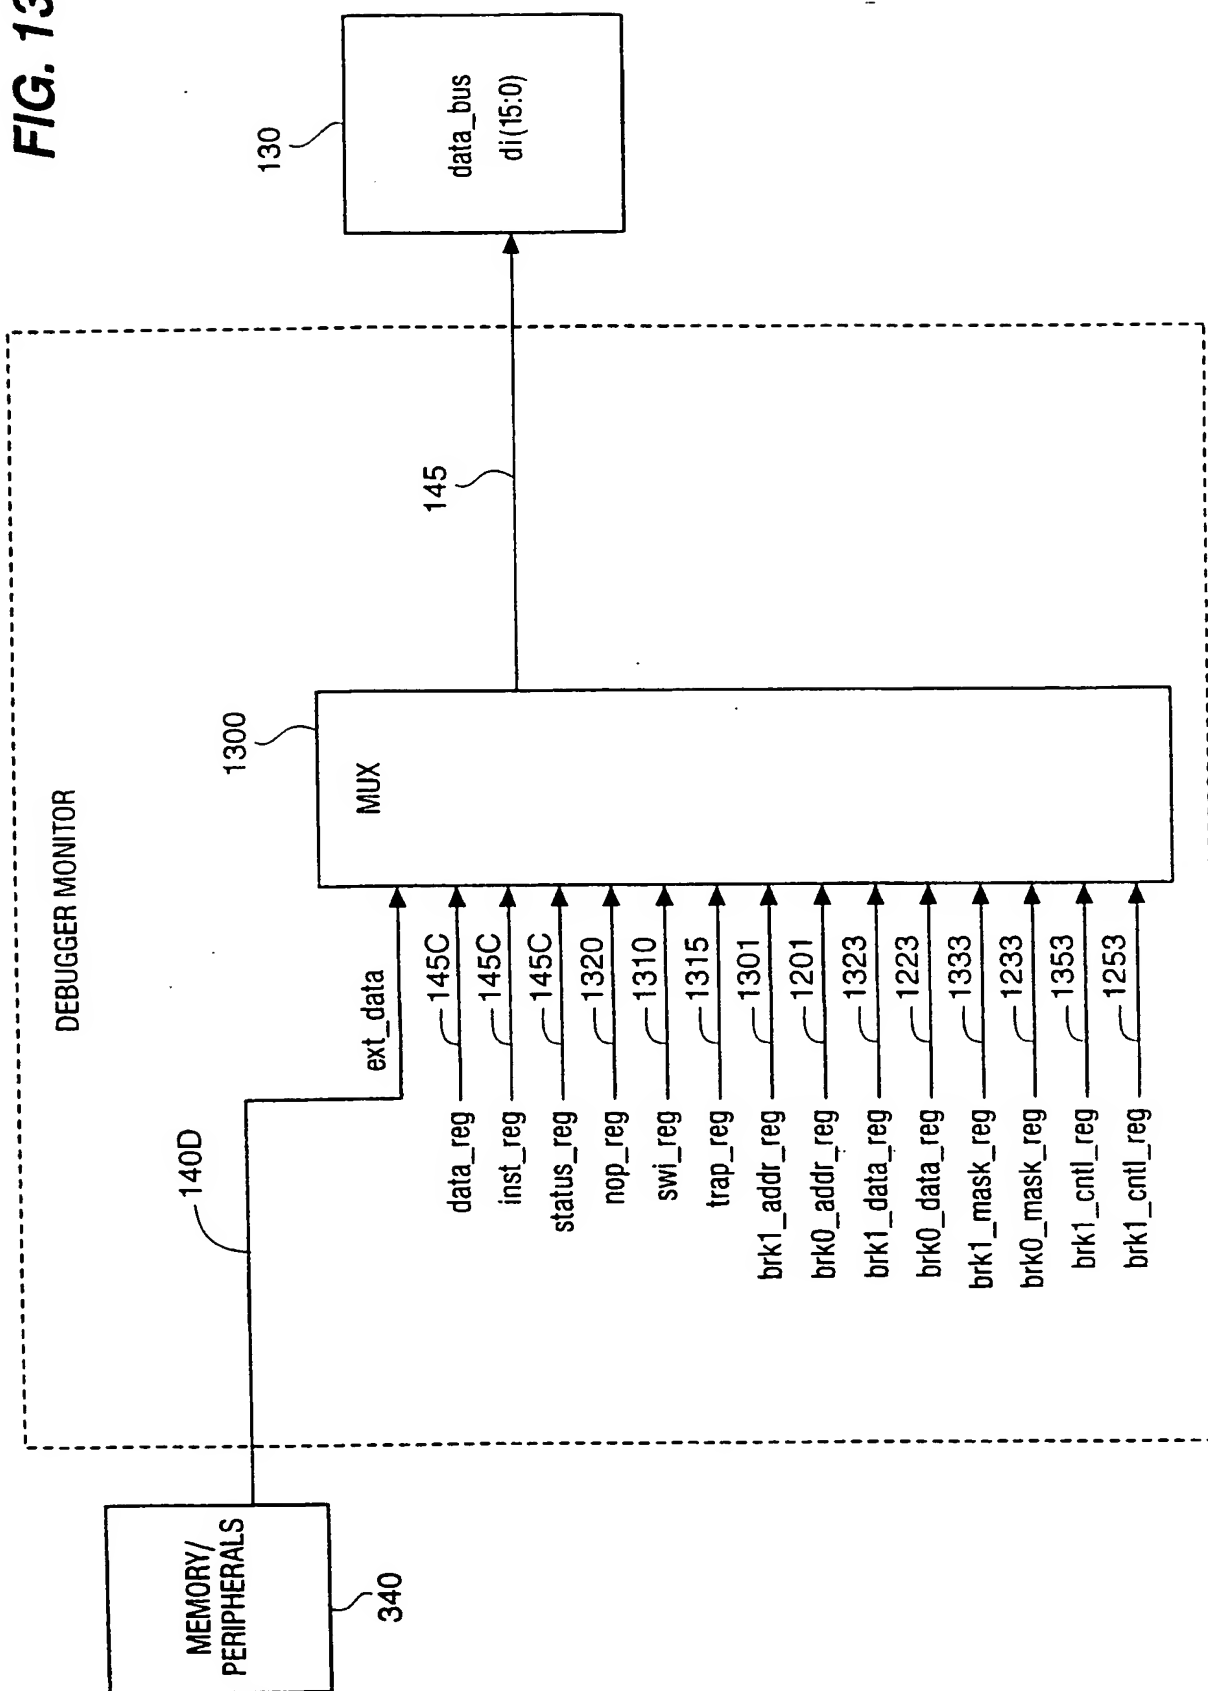 FIG. 13
DEBUGGER MONITOR
MEMORY/
PERIPHERALS
340
140D
ext_data
data_reg 145C
inst_reg 145C
status_reg 145C
nop_reg 1320
swi_reg 1310
trap_reg 1315
brk1_addr_reg 1301
brk0_addr_reg 1201
brk1_data_reg 1323
brk0_data_reg 1223
brk1_mask_reg 1333
brk0_mask_reg 1233
brk1_cntl_reg 1353
brk1_cntl_reg 1253
MUX
1300
145
130
data_bus
di(15:0)